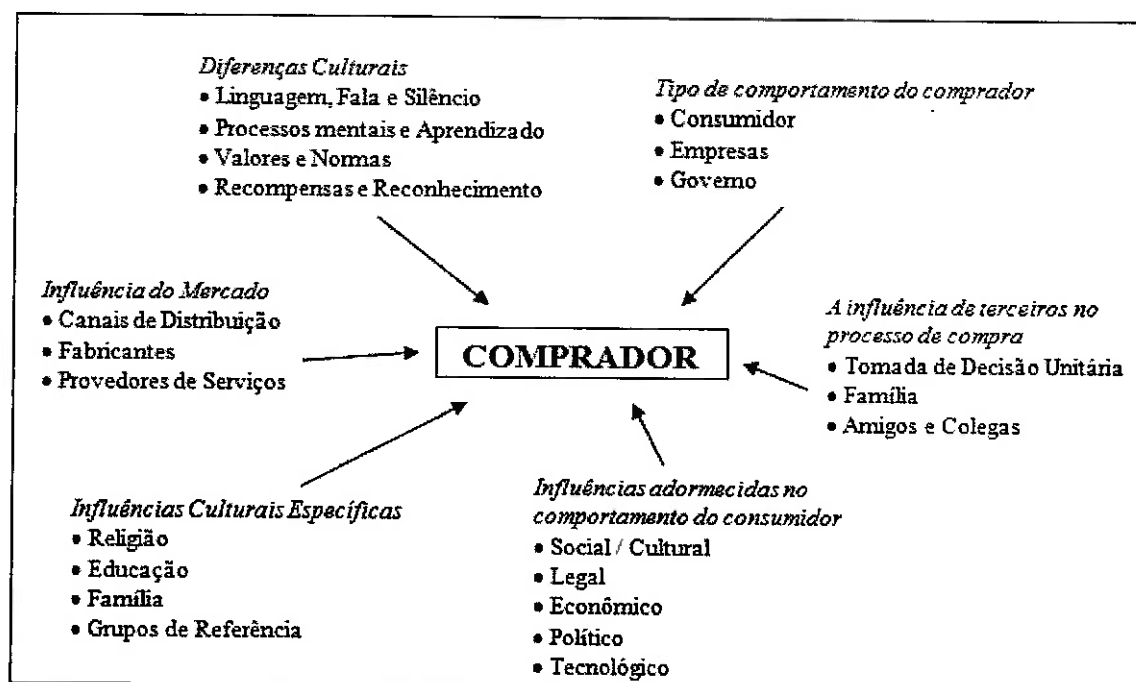 Diferenças Culturais
• Linguagem, Fala e Silêncio
• Processos mentais e Aprendizado
• Valores e Normas
• Recompensas e Reconhecimento
Tipo de comportamento do comprador
• Consumidor
• Empresas
• Governo
Influência do Mercado
• Canais de Distribuição
• Fabricantes
• Provedores de Serviços
COMPRADOR
A influência de terceiros no
processo de compra
• Tomada de Decisão Unitária
• Família
• Amigos e Colegas
Influências Culturais Específicas
• Religião
• Educação
• Família
• Grupos de Referência
Influências adormecidas no
comportamento do consumidor
• Social / Cultural
• Legal
• Econômico
• Político
• Tecnológico